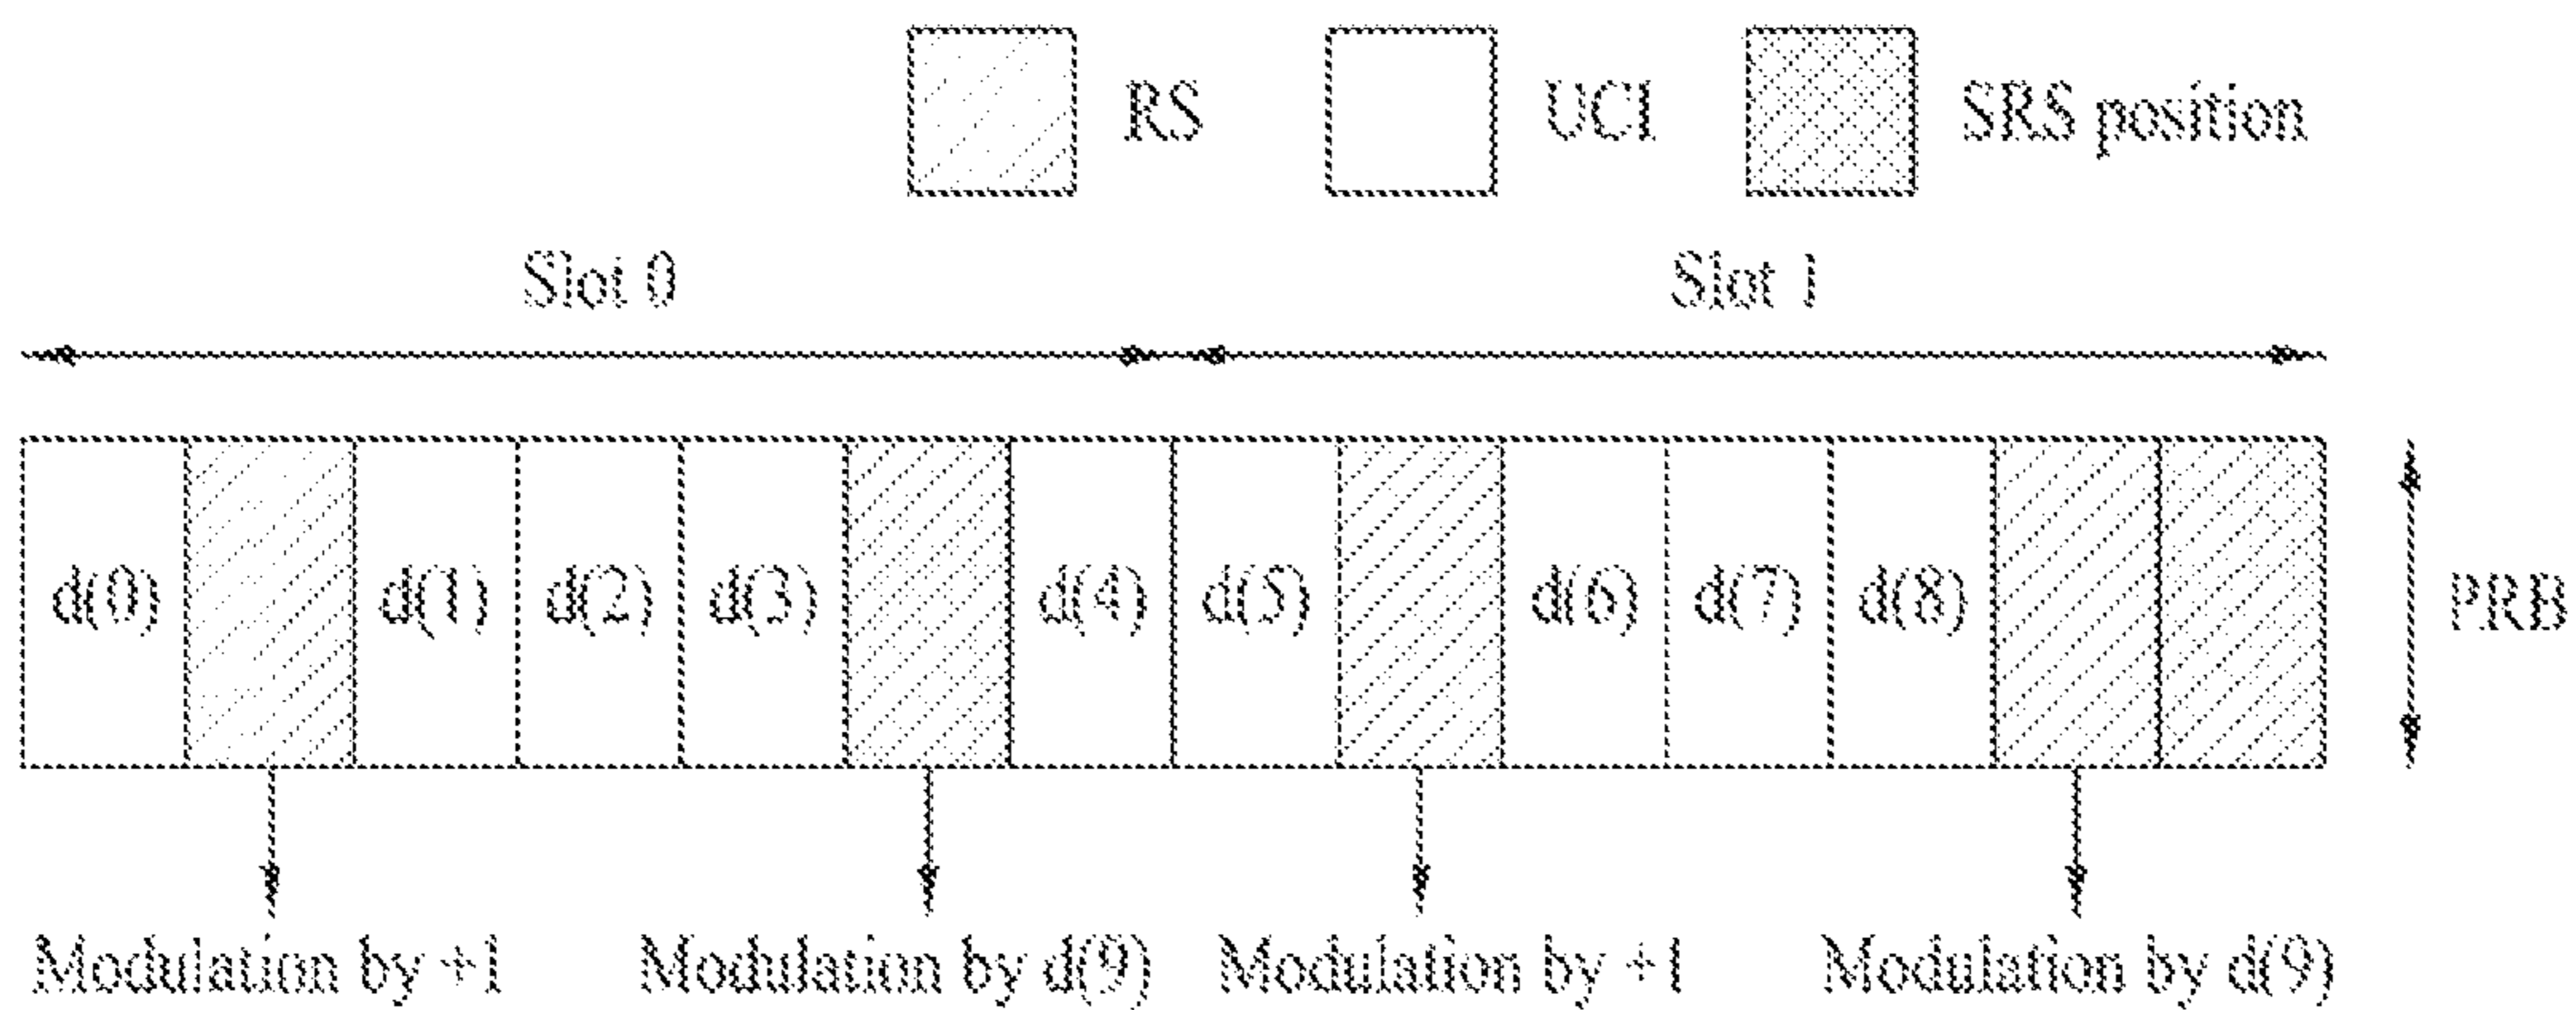 RS UCI SRS position
Slot 0 Slot 1
d(0) d(1) d(2) d(3) d(4) d(5) d(6) d(7) d(8) PRB
Modulation by +1 Modulation by d(9) Modulation by +1 Modulation by d(9)